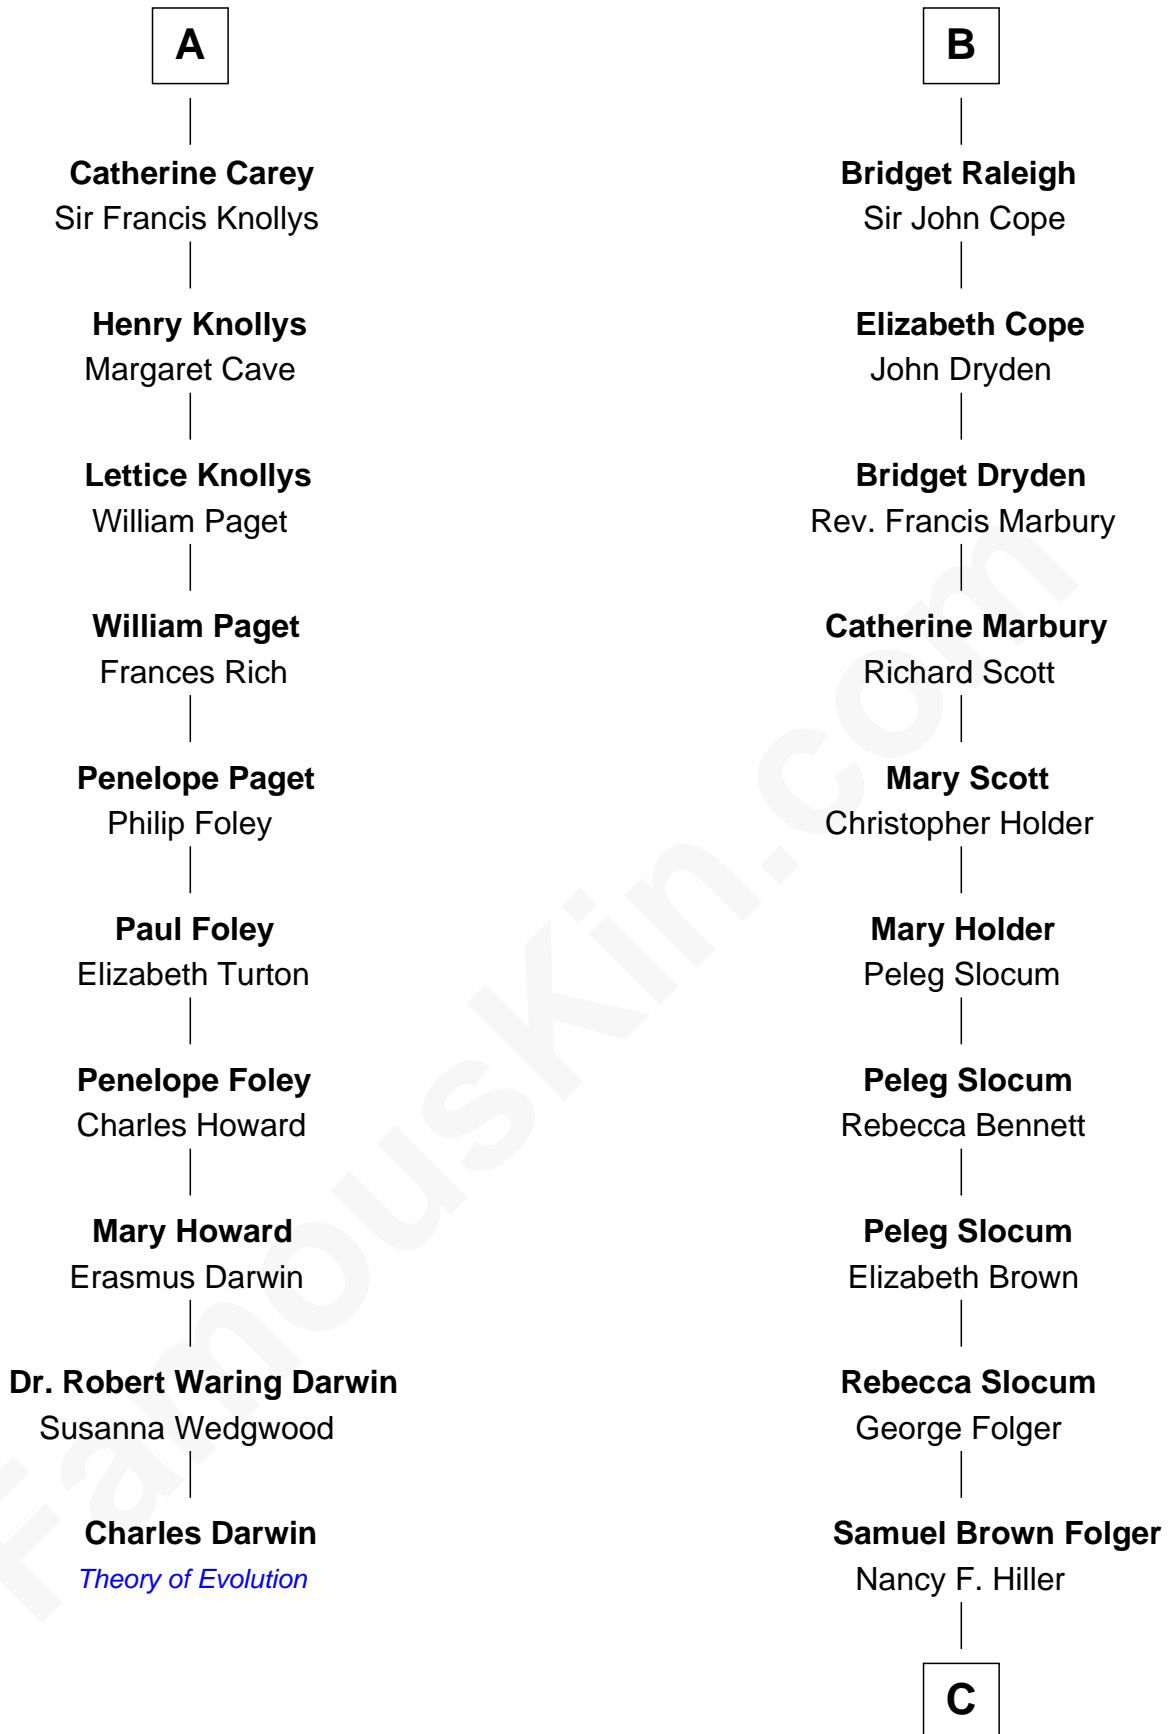 A
Catherine Carey
Sir Francis Knollys
Henry Knollys
Margaret Cave
Lettice Knollys
William Paget
William Paget
Frances Rich
Penelope Paget
Philip Foley
Paul Foley
Elizabeth Turton
Penelope Foley
Charles Howard
Mary Howard
Erasmus Darwin
Dr. Robert Waring Darwin
Susanna Wedgwood
Charles Darwin
Theory of Evolution
B
Bridget Raleigh
Sir John Cope
Elizabeth Cope
John Dryden
Bridget Dryden
Rev. Francis Marbury
Catherine Marbury
Richard Scott
Mary Scott
Christopher Holder
Mary Holder
Peleg Slocum
Peleg Slocum
Rebecca Bennett
Peleg Slocum
Elizabeth Brown
Rebecca Slocum
George Folger
Samuel Brown Folger
Nancy F. Hiller
C
FamousKin.com